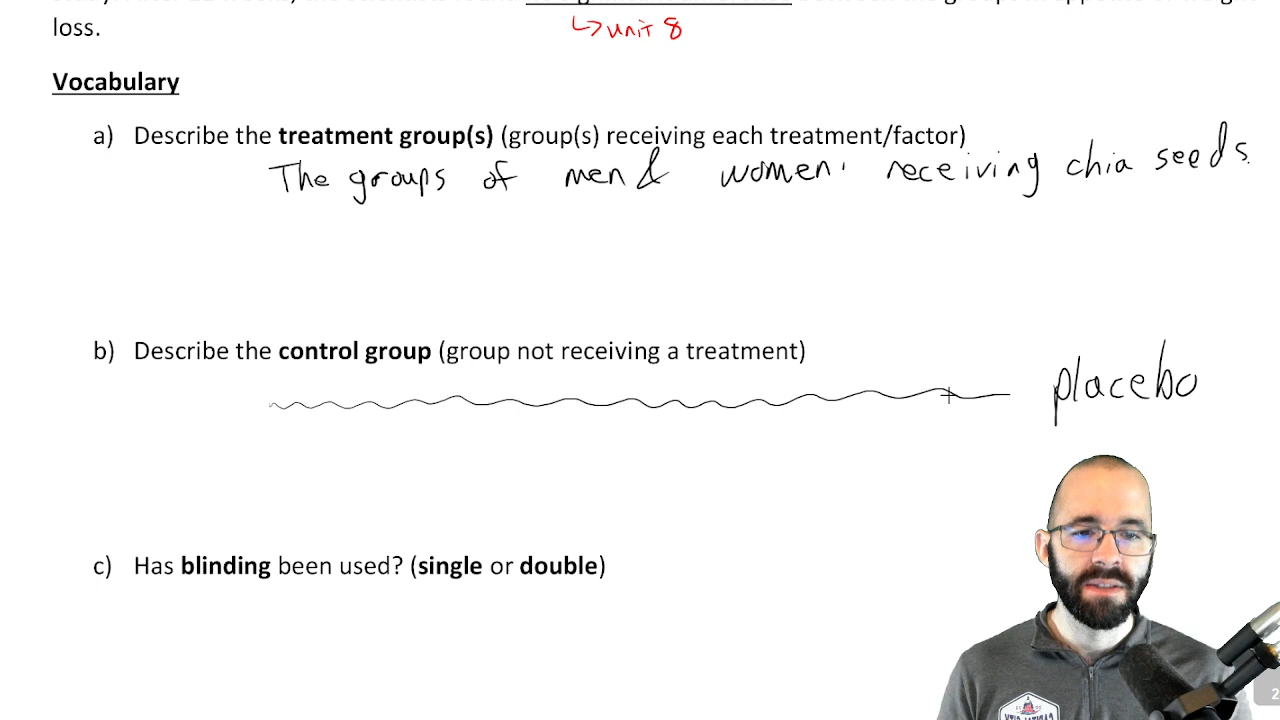 loss.
↳ unit 8
Vocabulary
a) Describe the treatment group(s) (group(s) receiving each treatment/factor)
The groups of men & women receiving chia seeds.
b) Describe the control group (group not receiving a treatment)
placebo
c) Has blinding been used? (single or double)
2